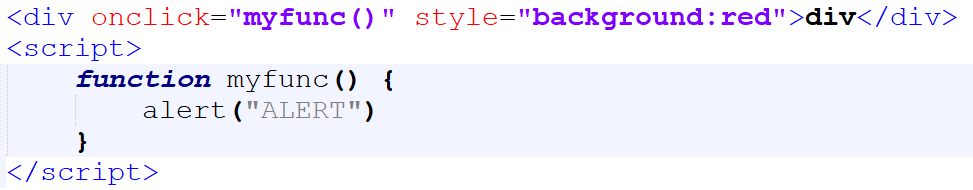 <div onclick="myfunc()" style="background:red">div</div>
<script>
function myfunc() {
alert("ALERT")
}
</script>